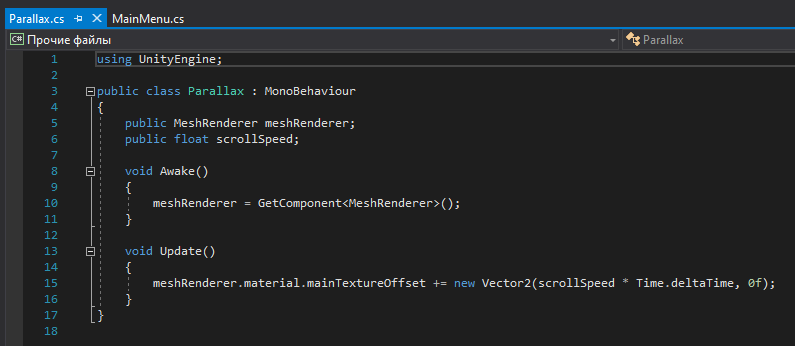 Parallax.cs MainMenu.cs
C# Прочие файлы Parallax
1 using UnityEngine;
2
3 public class Parallax : MonoBehaviour
4 {
5 public MeshRenderer meshRenderer;
6 public float scrollSpeed;
7
8 void Awake()
9 {
10 meshRenderer = GetComponent<MeshRenderer>();
11 }
12
13 void Update()
14 {
15 meshRenderer.material.mainTextureOffset += new Vector2(scrollSpeed * Time.deltaTime, 0f);
16 }
17 }
18